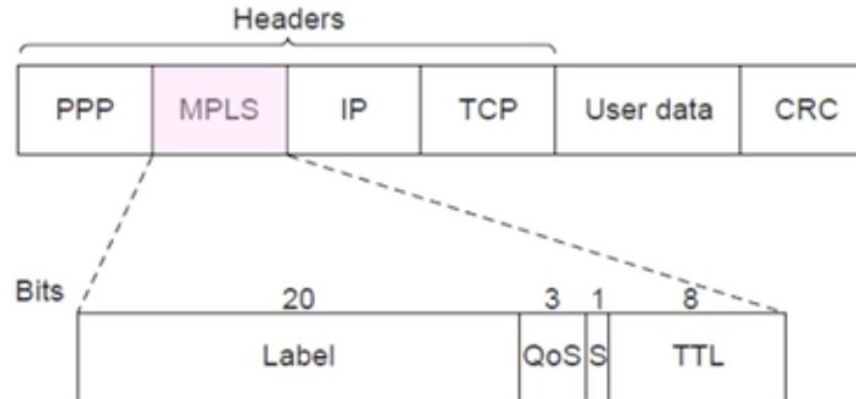 Headers
PPP MPLS IP TCP User data CRC
Bits 20 3 1 8
Label QoS S TTL